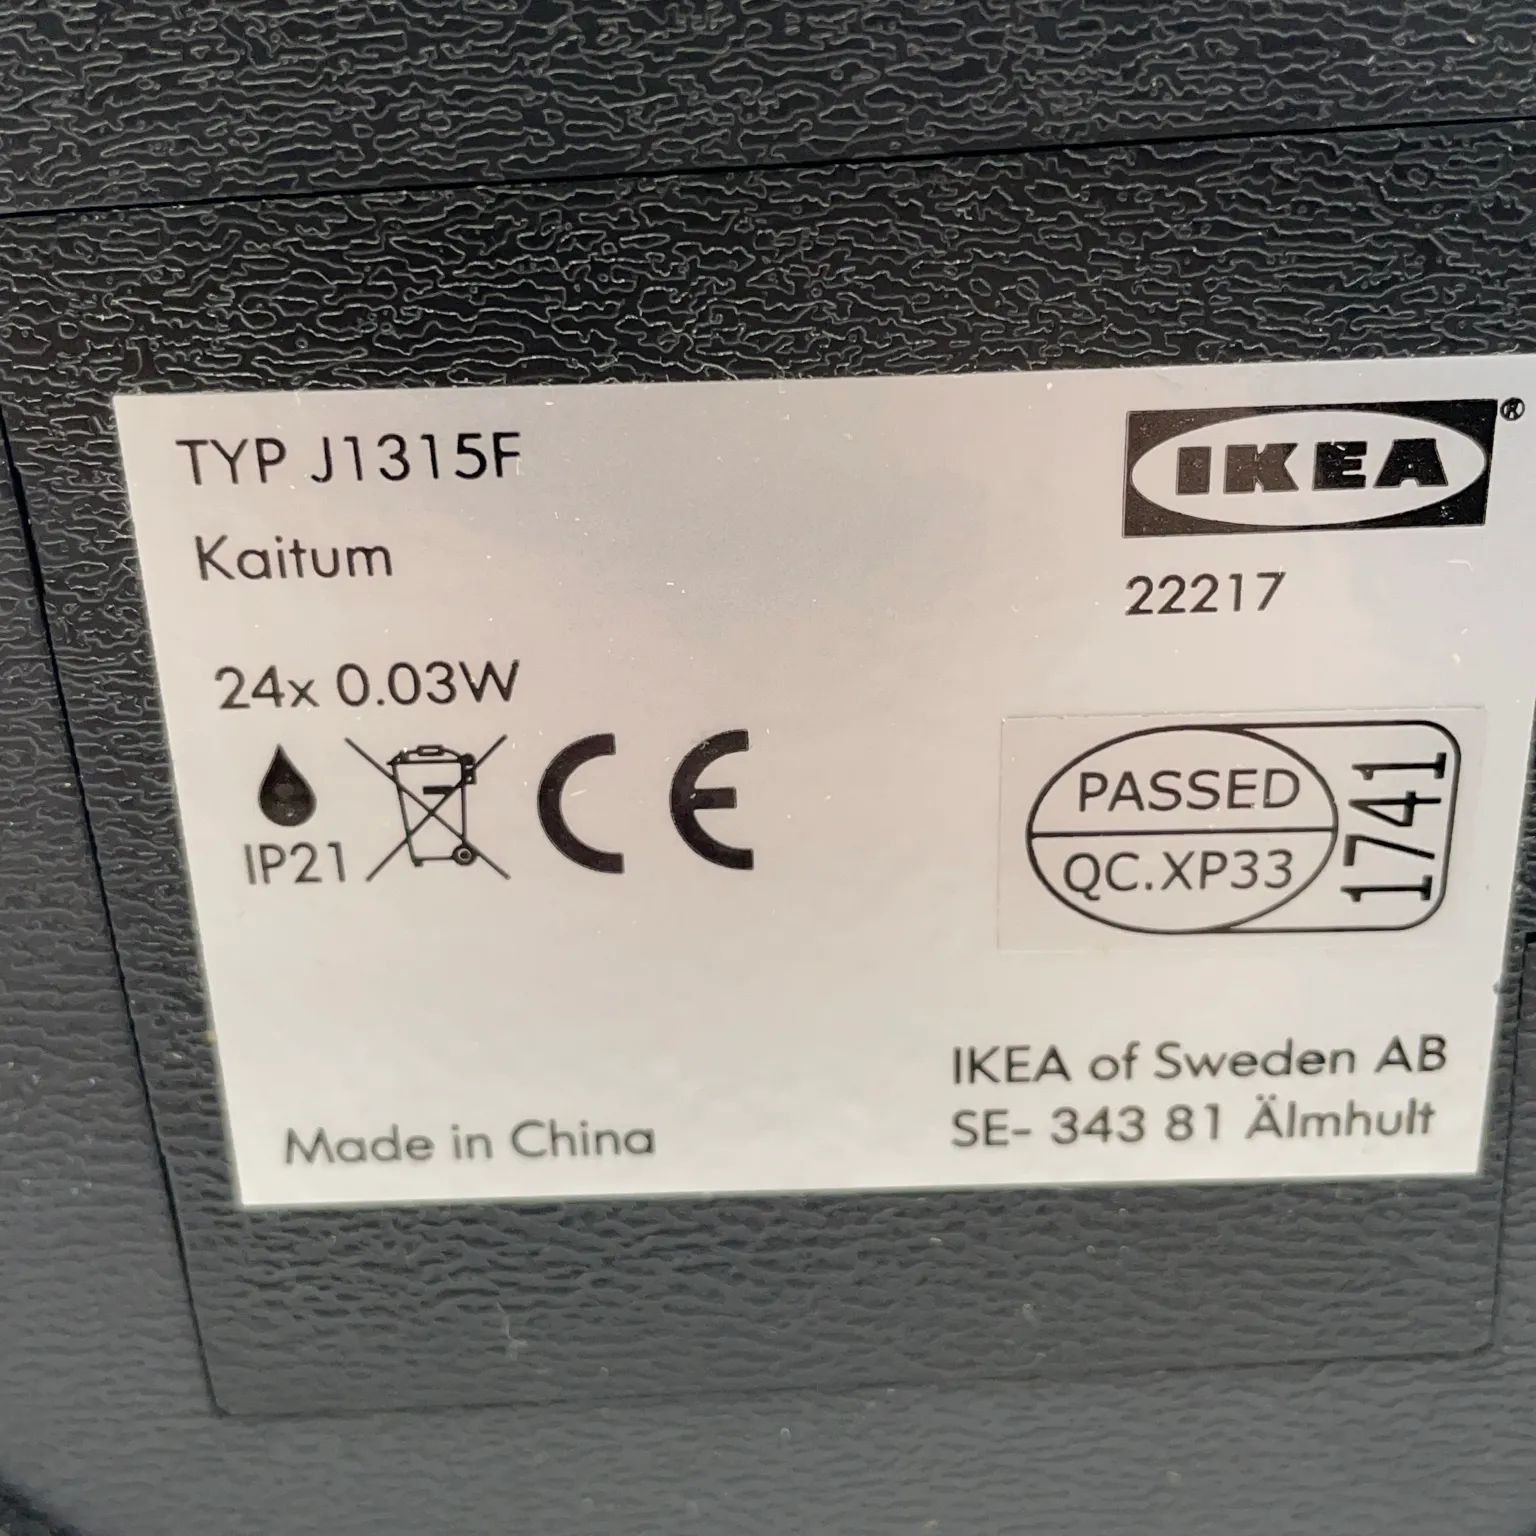 TYP J1315F
IKEA®
Kaitum
22217
24x 0.03W
IP21
CE
PASSED
QC.XP33
1741
IKEA of Sweden AB
SE- 343 81 Älmhult
Made in China